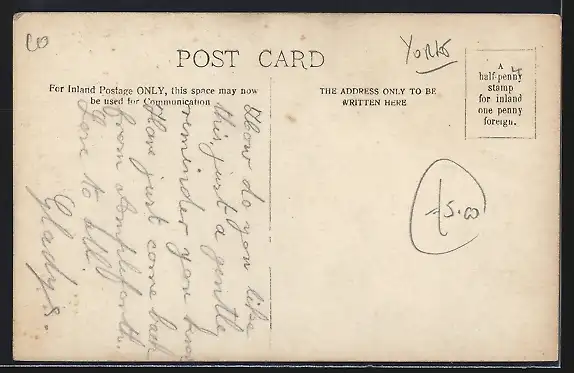 CO
POST CARD
York
For Inland Postage ONLY, this space may now
be used for Communication
THE ADDRESS ONLY TO BE
WRITTEN HERE
A
half-penny
stamp
for inland
one penny
foreign.
£5.00
How do you like
this, just a gentle
reminder you know
Have just come back
from Ampleforth.
Love to All.
Gladys.